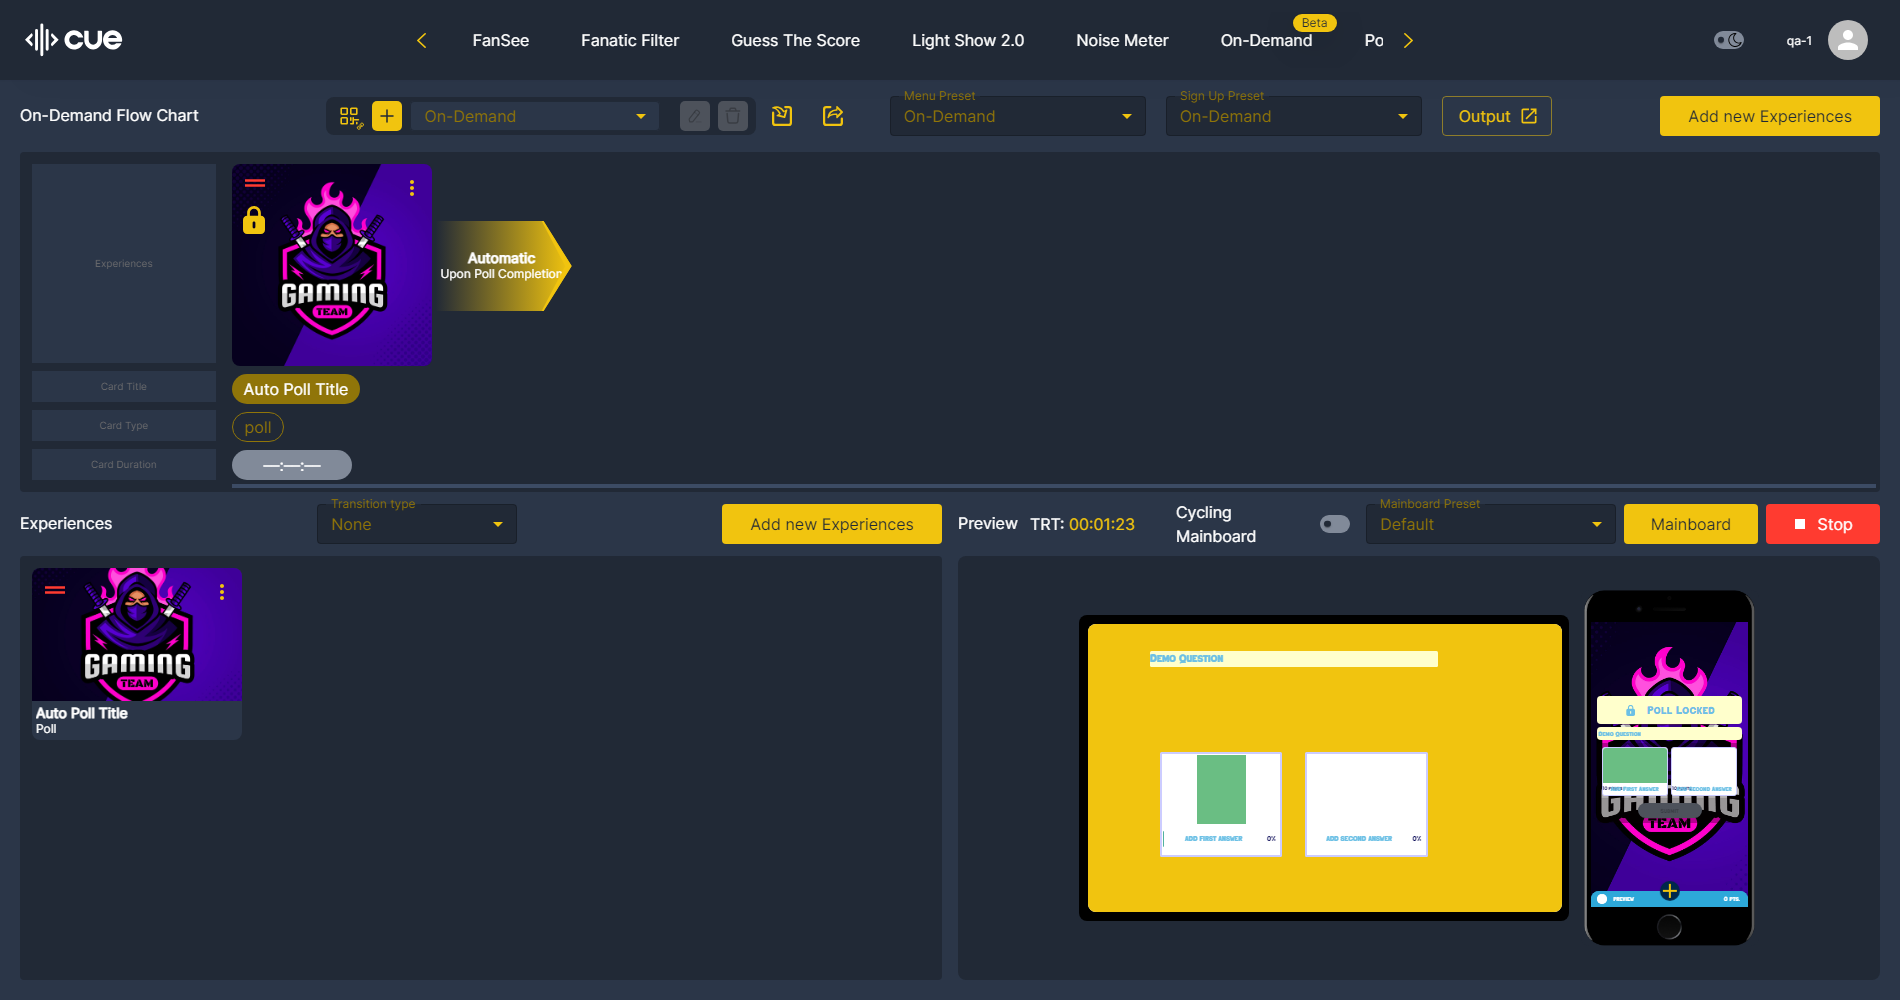 cue
FanSee
Fanatic Filter
Guess The Score
Light Show 2.0
Noise Meter
On-Demand
Beta
Po
qa-1
On-Demand Flow Chart
On-Demand
Menu Preset
On-Demand
Sign Up Preset
On-Demand
Output
Add new Experiences
Experiences
GAMING
TEAM
Automatic
Upon Poll Completion
Card Title
Auto Poll Title
Card Type
poll
Card Duration
—:—:—
Experiences
Transition type
None
Add new Experiences
Preview
TRT: 00:01:23
Cycling
Mainboard
Mainboard Preset
Default
Mainboard
Stop
GAMING
TEAM
Auto Poll Title
Poll
Demo Question
Add First Answer
0%
Add Second Answer
0%
Poll Locked
Demo Question
Add First Answer
Add Second Answer
GAMING
TEAM
Preview
0 Pts.